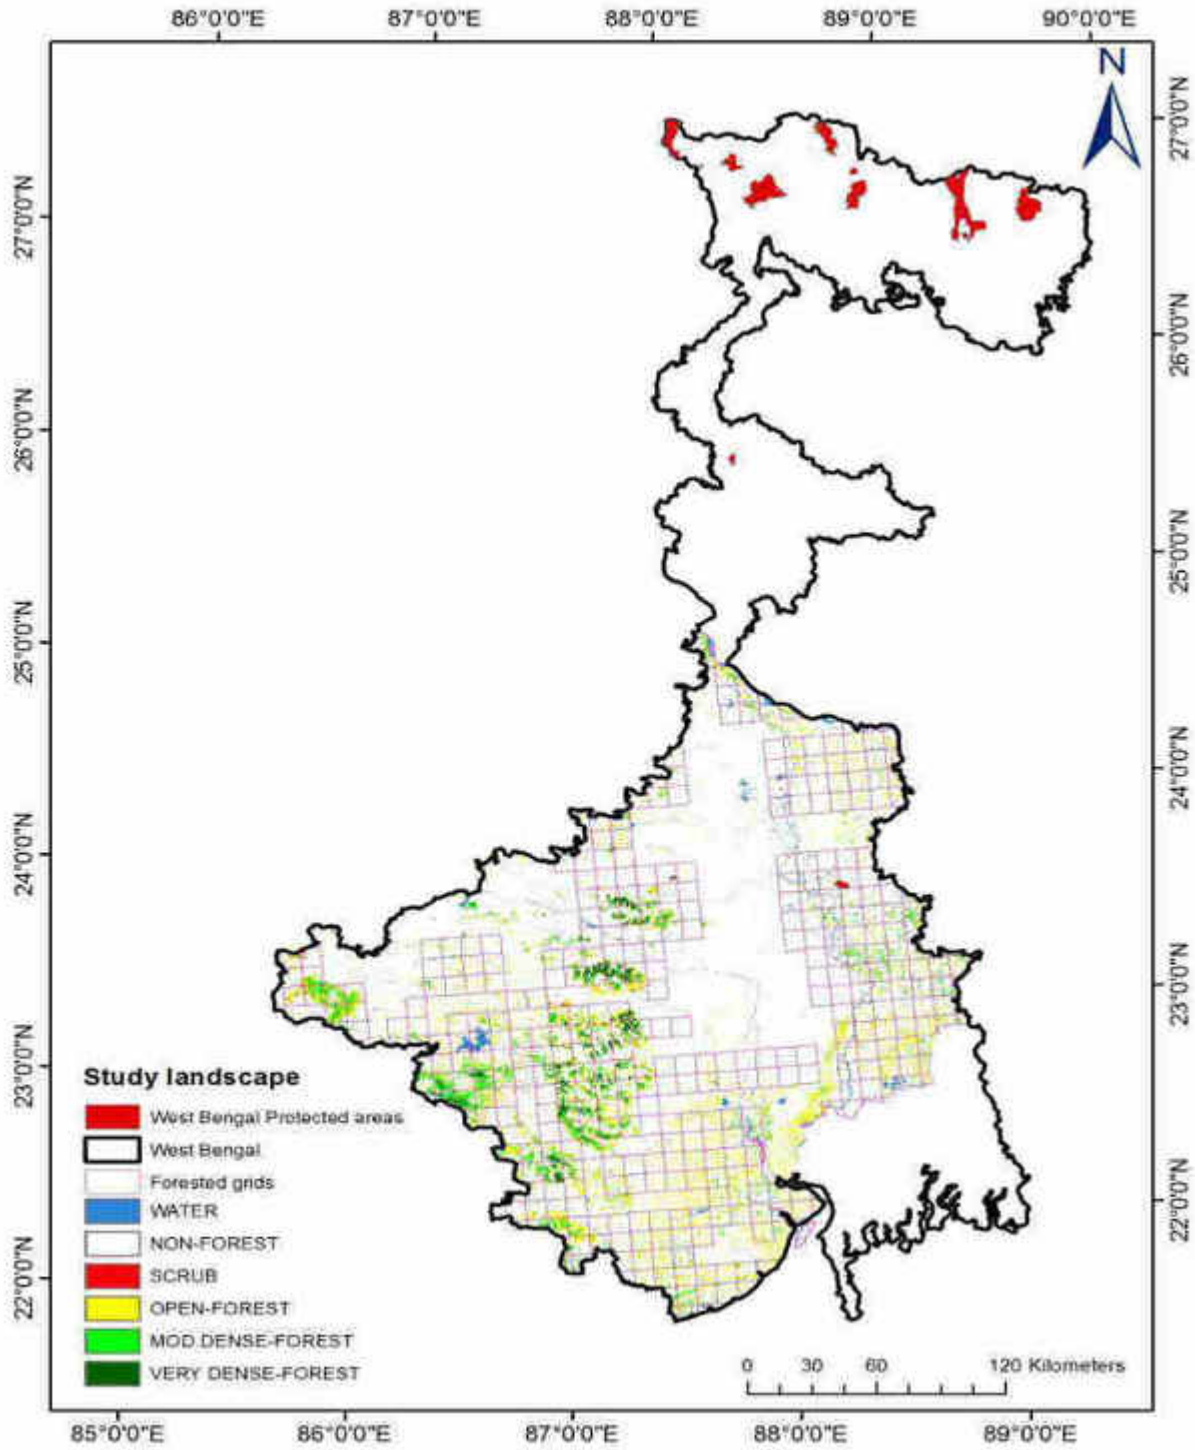 86°0'0"E 87°0'0"E 88°0'0"E 89°0'0"E 90°0'0"E
N
27°0'0"N
27°0'0"N
26°0'0"N
26°0'0"N
25°0'0"N
25°0'0"N
24°0'0"N
24°0'0"N
23°0'0"N
23°0'0"N
22°0'0"N
22°0'0"N
Study landscape
West Bengal Protected areas
West Bengal
Forested grids
WATER
NON-FOREST
SCRUB
OPEN-FOREST
MOD.DENSE-FOREST
VERY DENSE-FOREST
0 30 60 120 Kilometers
85°0'0"E 86°0'0"E 87°0'0"E 88°0'0"E 89°0'0"E